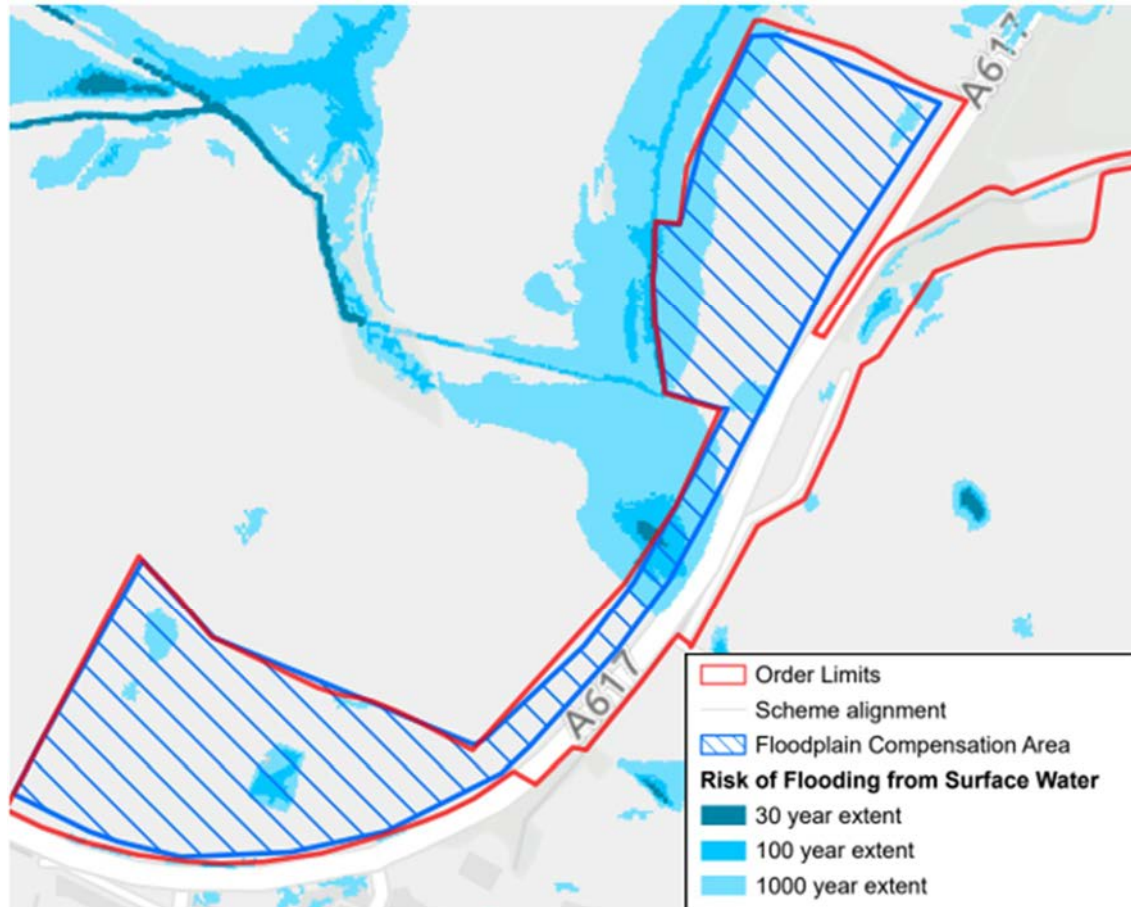 A617
A617
Order Limits
Scheme alignment
Floodplain Compensation Area
Risk of Flooding from Surface Water
30 year extent
100 year extent
1000 year extent